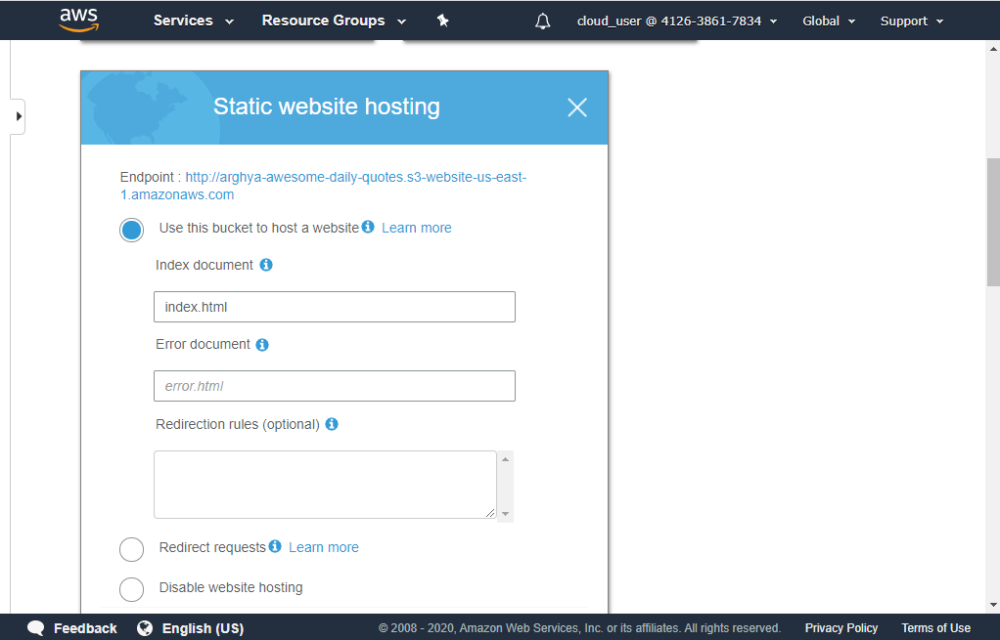 aws Services Resource Groups cloud_user @ 4126-3861-7834 Global Support
Static website hosting
Endpoint : http://arghya-awesome-daily-quotes.s3-website-us-east-
1.amazonaws.com
Use this bucket to host a website Learn more
Index document
index.html
Error document
error.html
Redirection rules (optional)
Redirect requests Learn more
Disable website hosting
Feedback English (US) © 2008 - 2020, Amazon Web Services, Inc. or its affiliates. All rights reserved. Privacy Policy Terms of Use